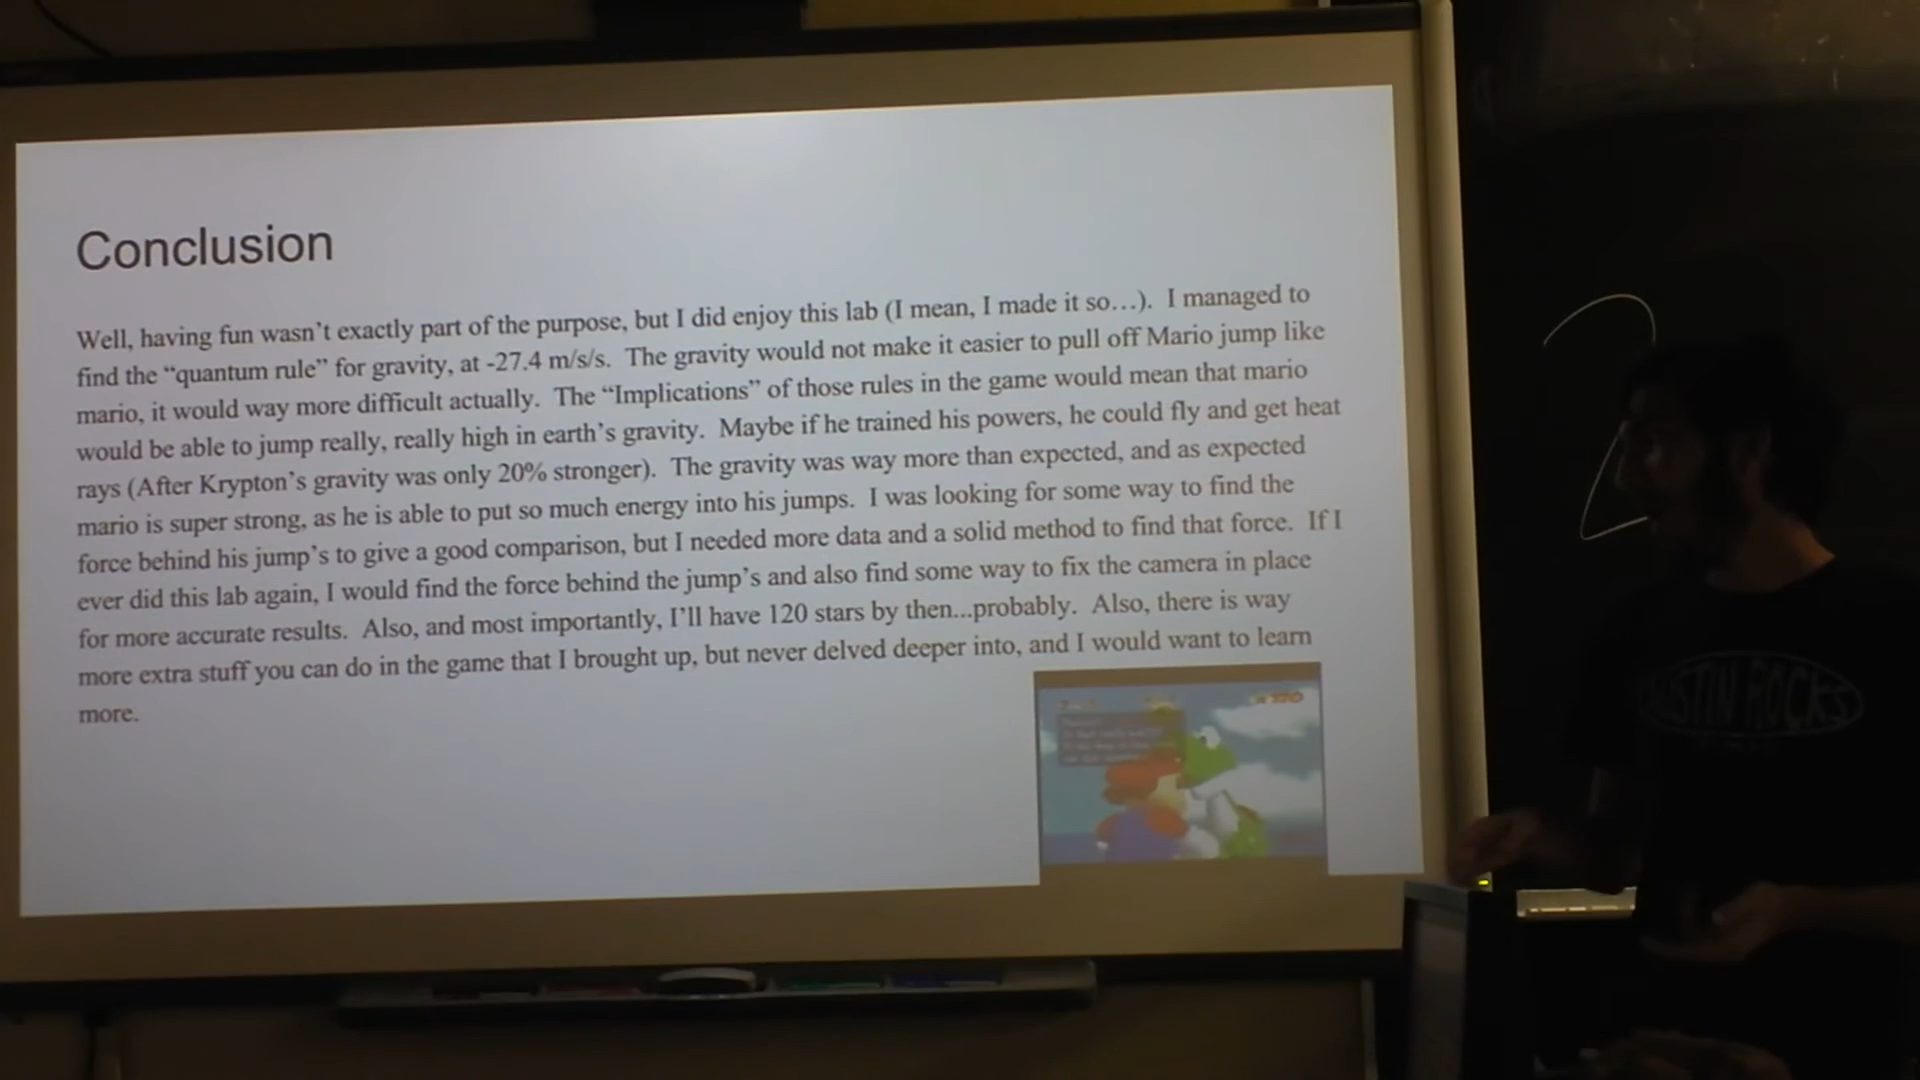 Conclusion
Well, having fun wasn't exactly part of the purpose, but I did enjoy this lab (I mean, I made it so…).  I managed to
find the “quantum rule” for gravity, at -27.4 m/s/s.  The gravity would not make it easier to pull off Mario jump like
mario, it would way more difficult actually.  The “Implications” of those rules in the game would mean that mario
would be able to jump really, really high in earth's gravity.  Maybe if he trained his powers, he could fly and get heat
rays (After Krypton's gravity was only 20% stronger).  The gravity was way more than expected, and as expected
mario is super strong, as he is able to put so much energy into his jumps.  I was looking for some way to find the
force behind his jump's to give a good comparison, but I needed more data and a solid method to find that force.  If I
ever did this lab again, I would find the force behind the jump's and also find some way to fix the camera in place
for more accurate results.  Also, and most importantly, I'll have 120 stars by then...probably.  Also, there is way
more extra stuff you can do in the game that I brought up, but never delved deeper into, and I would want to learn
more.
ROCKS